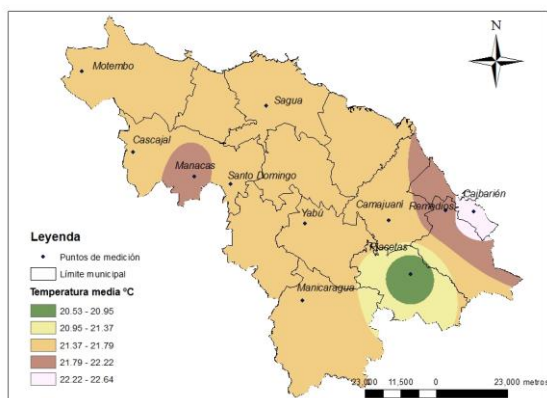 N
Motembo
Sagua
Cascajal
Manacas
Santo Domingo
Caibarién
Remedios
Yabú
Camajuani
Placetas
Manicaragua
Leyenda
Puntos de medición
Límite municipal
Temperatura media ºC
20.53 - 20.95
20.95 - 21.37
21.37 - 21.79
21.79 - 22.22
22.22 - 22.64
23,000 11,500 0 23,000 metros